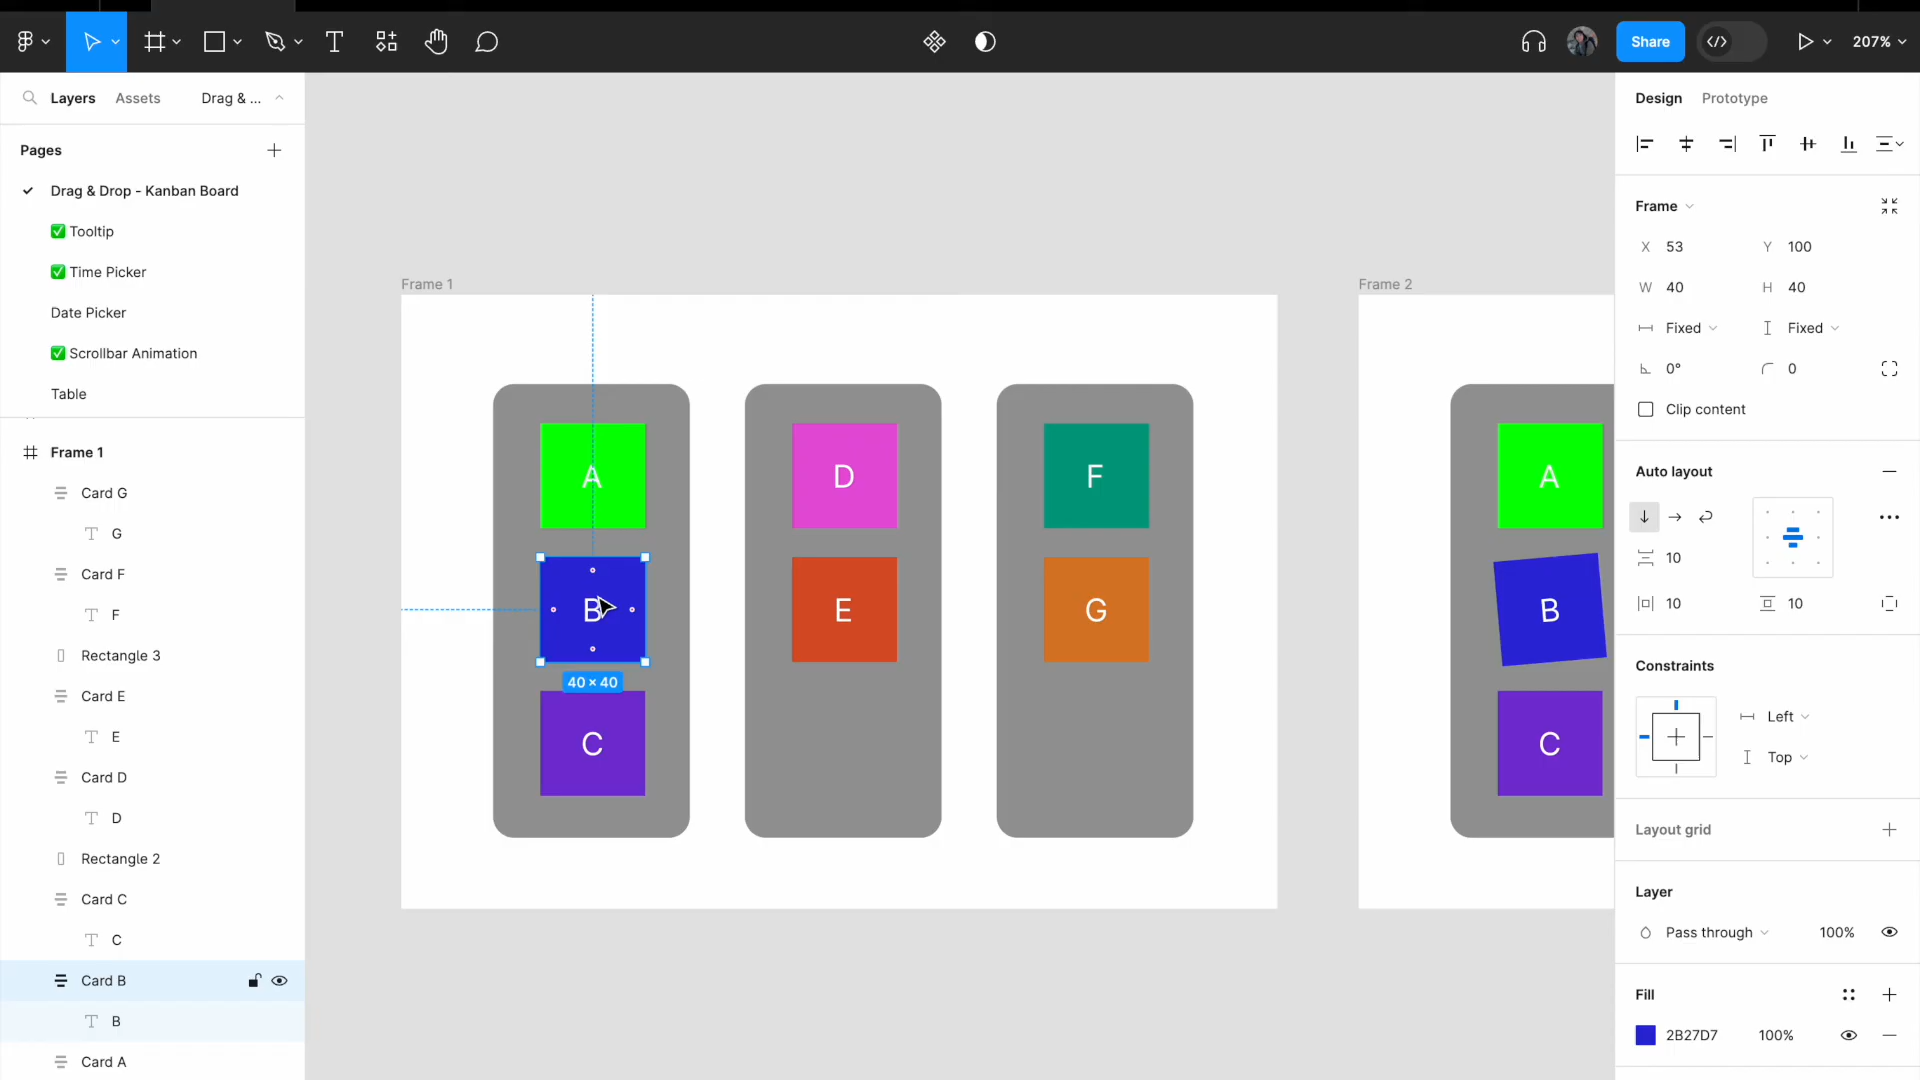 Share
207%
Layers
Assets
Drag & ...
Pages
Drag & Drop - Kanban Board
✅ Tooltip
✅ Time Picker
Date Picker
✅ Scrollbar Animation
Table
Frame 1
Card G
G
Card F
F
Rectangle 3
Card E
E
Card D
D
Rectangle 2
Card C
C
Card B
B
Card A
Frame 1
A
D
F
B
E
G
40 × 40
C
Frame 2
A
B
C
Design
Prototype
Frame
X 53
Y 100
W 40
H 40
Fixed
Fixed
0°
0
Clip content
Auto layout
10
10
10
Constraints
Left
Top
Layout grid
Layer
Pass through
100%
Fill
2B27D7
100%